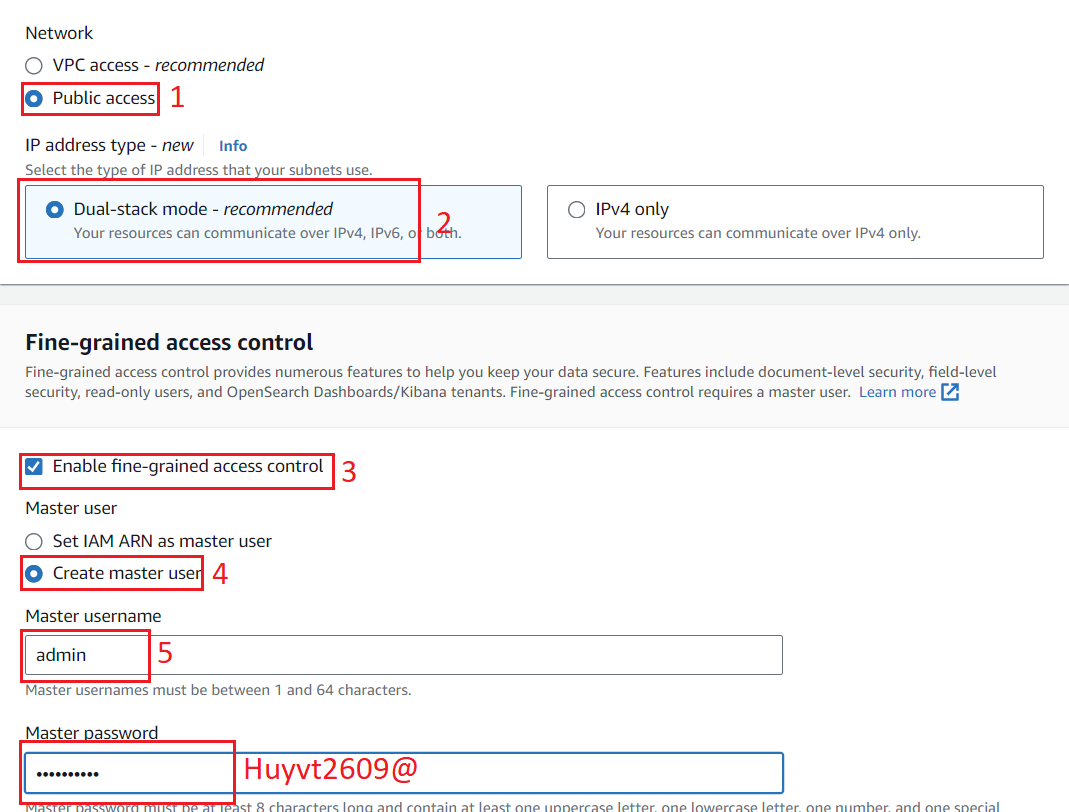 Network
VPC access - recommended
Public access 1
IP address type - new Info
Select the type of IP address that your subnets use.
Dual-stack mode - recommended
Your resources can communicate over IPv4, IPv6, or both. 2
IPv4 only
Your resources can communicate over IPv4 only.
Fine-grained access control
Fine-grained access control provides numerous features to help you keep your data secure. Features include document-level security, field-level
security, read-only users, and OpenSearch Dashboards/Kibana tenants. Fine-grained access control requires a master user. Learn more
Enable fine-grained access control 3
Master user
Set IAM ARN as master user
Create master user 4
Master username
admin 5
Master usernames must be between 1 and 64 characters.
Master password
•••••••••• Huyvt2609@
Master password must be at least 8 characters long and contain at least one uppercase letter, one lowercase letter, one number, and one special